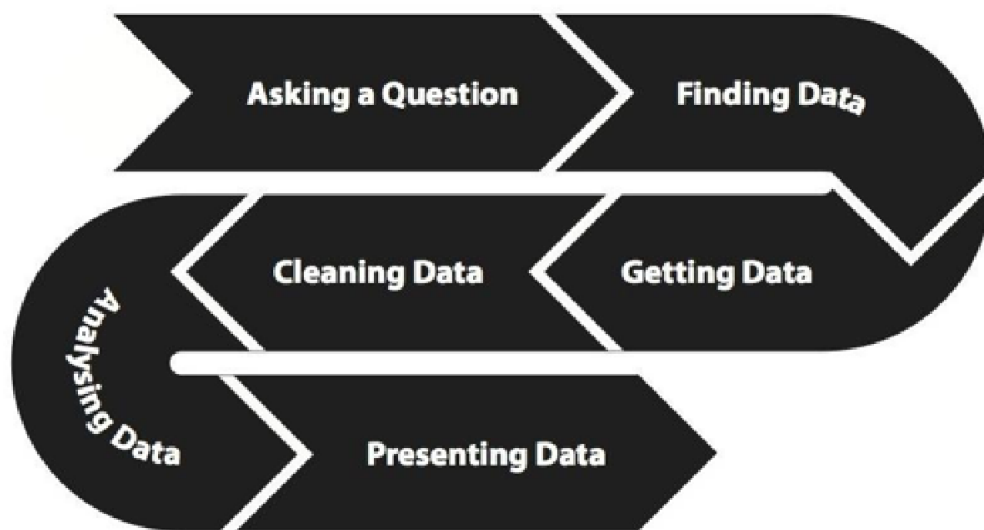 Asking a Question
Finding Data
Getting Data
Cleaning Data
Analysing Data
Presenting Data